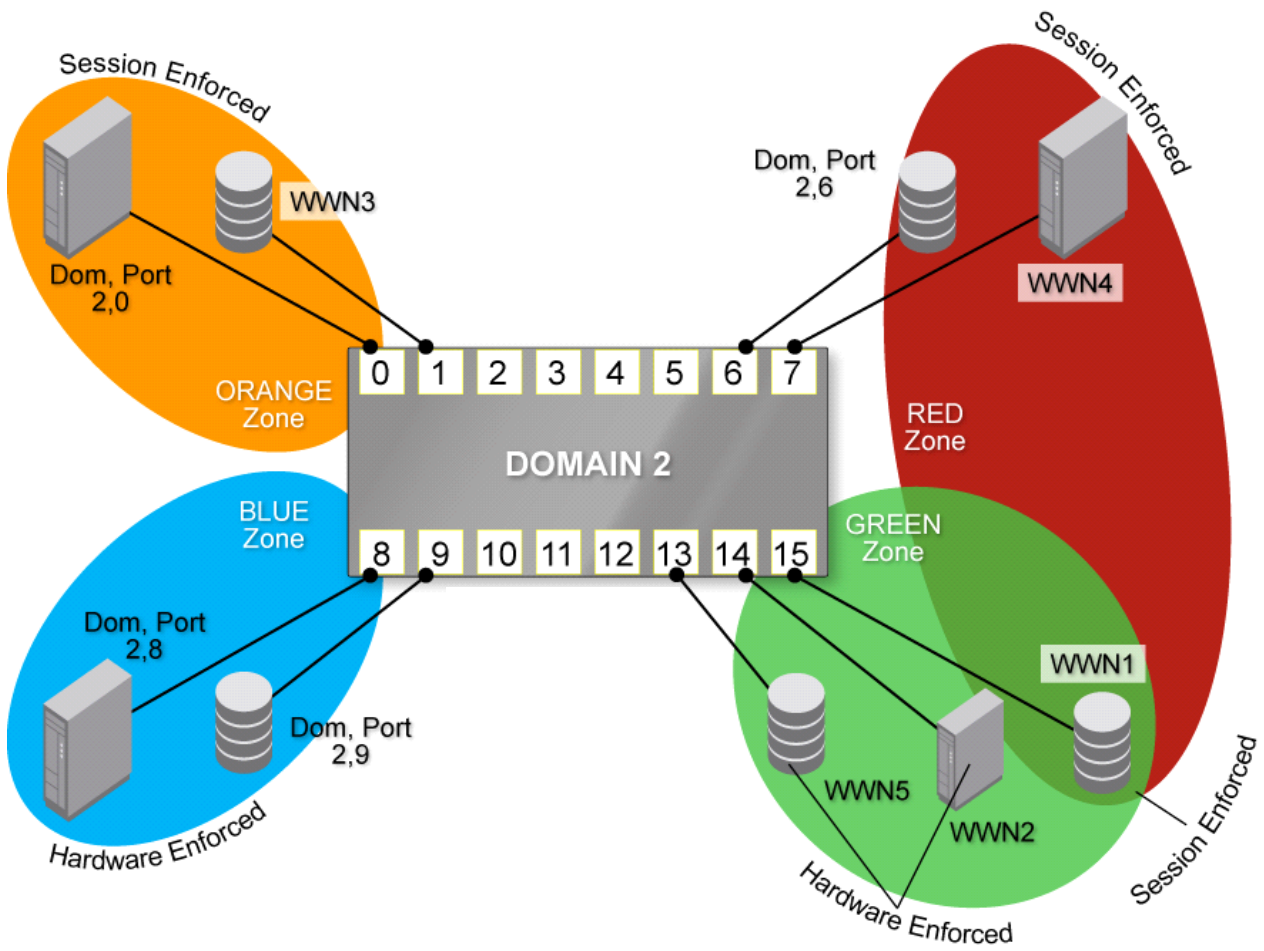 Session Enforced
WWN3
Dom, Port
2,0
ORANGE
Zone
Session Enforced
Dom, Port
2,6
WWN4
RED
Zone
0 1 2 3 4 5 6 7
DOMAIN 2
8 9 10 11 12 13 14 15
BLUE
Zone
Dom, Port
2,8
Dom, Port
2,9
Hardware Enforced
GREEN
Zone
WWN1
WWN5
WWN2
Hardware Enforced
Session Enforced